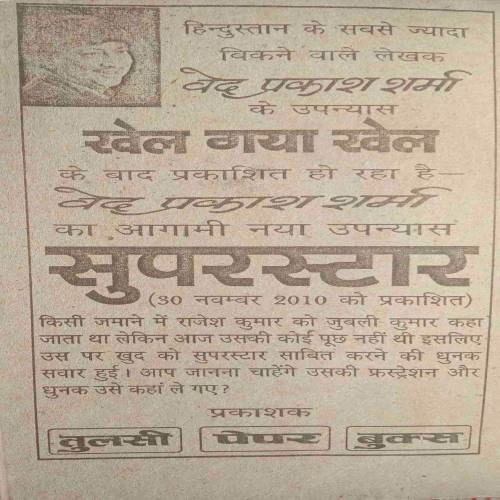 हिन्दुस्तान के सबसे ज्यादा
बिकने वाले लेखक
वेद प्रकाश शर्मा
के उपन्यास
खेल गया खेल
के बाद प्रकाशित हो रहा है—
वेद प्रकाश शर्मा
का आगामी नया उपन्यास
सुपरस्टार
(30 नवम्बर 2010 को प्रकाशित)
किसी जमाने में राजेश कुमार को जुबली कुमार कहा
जाता था लेकिन आज उसकी कोई पूछ नहीं थी इसलिए
उस पर खुद को सुपरस्टार साबित करने की धुनक
सवार हुई। आप जानना चाहेंगे उसकी फ्रस्ट्रेशन और
धुनक उसे कहां ले गए?
प्रकाशक
तुलसी पेपर बुक्स